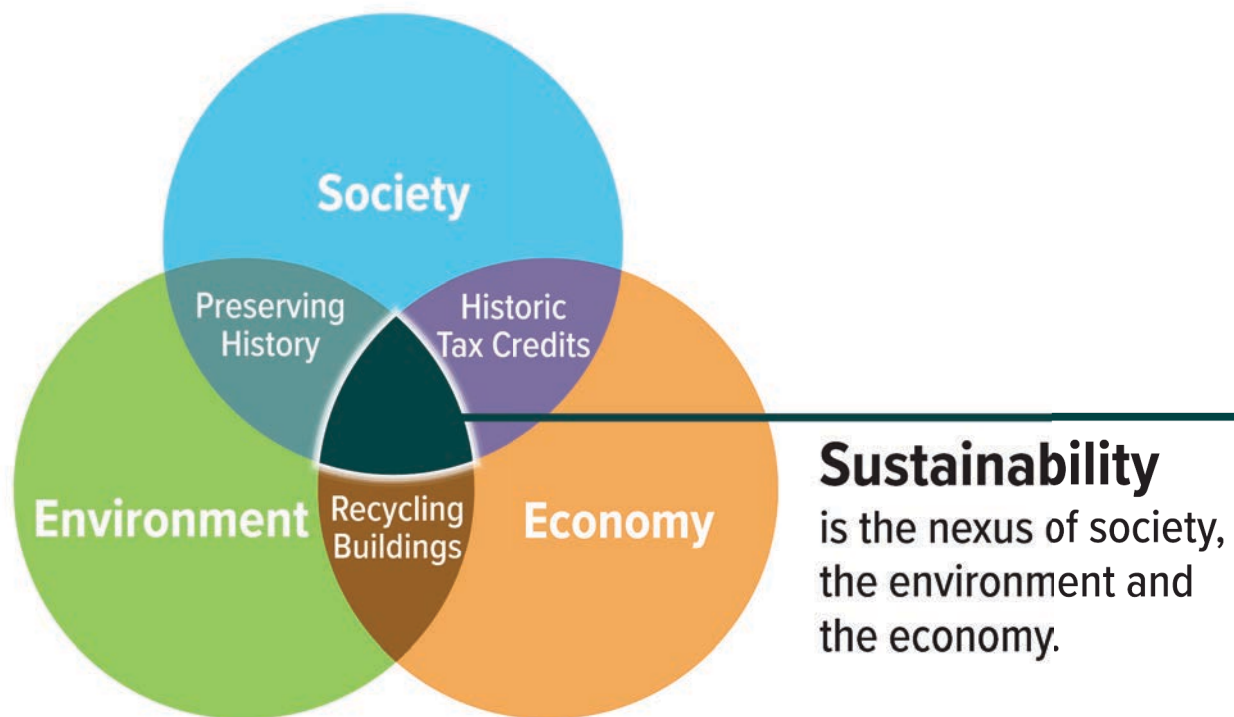 Society
Preserving
History
Historic
Tax Credits
Environment
Recycling
Buildings
Economy
Sustainability
is the nexus of society,
the environment and
the economy.